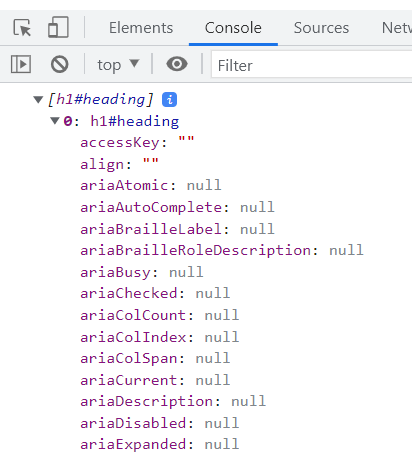 Elements Console Sources Net
top Filter
[h1#heading] i
0: h1#heading
accessKey: ""
align: ""
ariaAtomic: null
ariaAutoComplete: null
ariaBrailleLabel: null
ariaBrailleRoleDescription: null
ariaBusy: null
ariaChecked: null
ariaColCount: null
ariaColIndex: null
ariaColSpan: null
ariaCurrent: null
ariaDescription: null
ariaDisabled: null
ariaExpanded: null